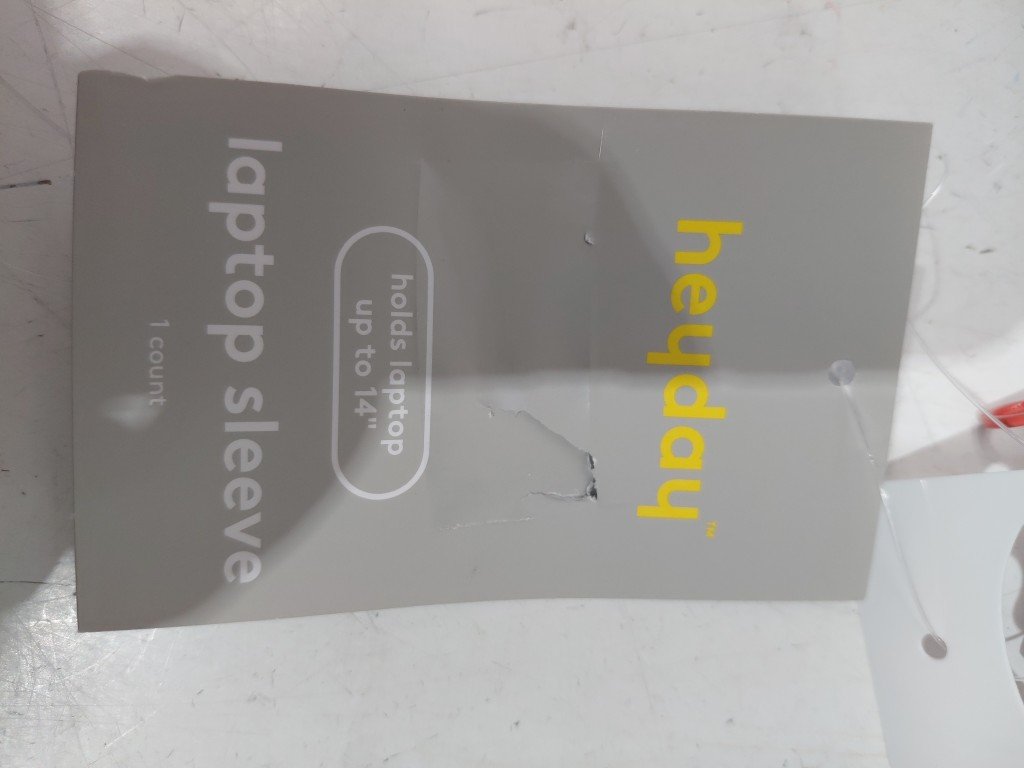 heyday™
holds laptop
up to 14"
laptop sleeve
1 count